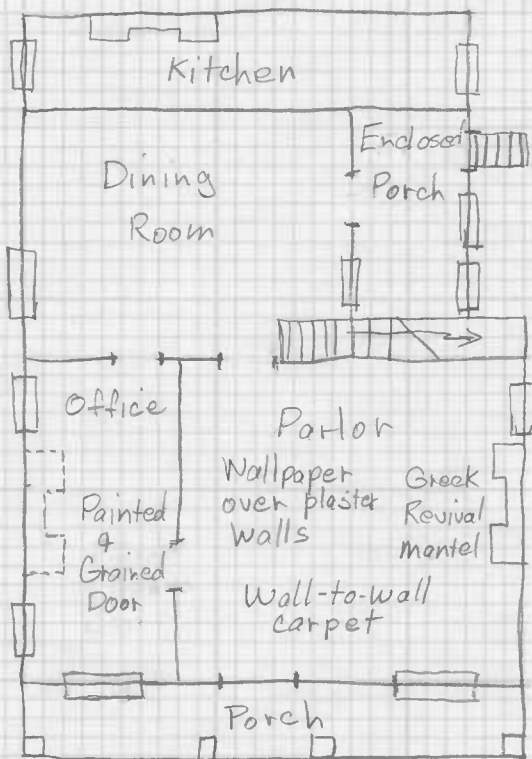 Kitchen
Enclosed
Porch
Dining
Room
Office
Parlor
Wallpaper
over plaster
Walls
Greek
Revival
mantel
Painted
&
Grained
Door
Wall-to-wall
carpet
Porch